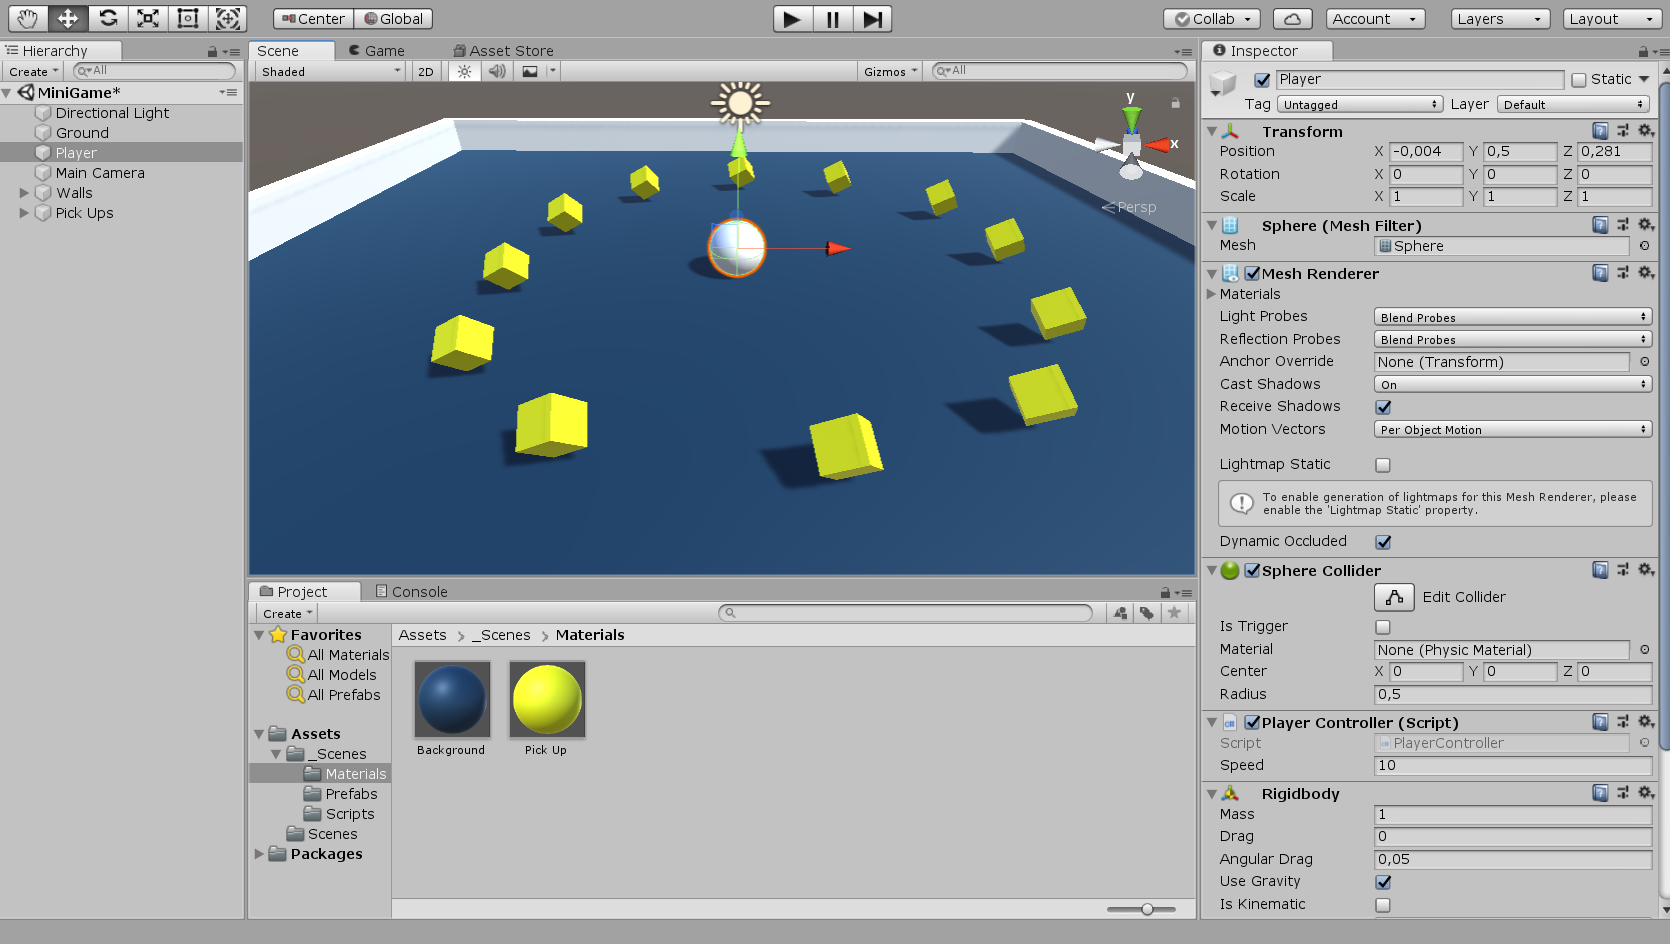 Center Global Collab Account Layers Layout
Hierarchy
Create All
MiniGame*
Directional Light
Ground
Player
Main Camera
Walls
Pick Ups
Scene Game Asset Store
Shaded 2D Gizmos All
y
x
Persp
Project Console
Create
Favorites
All Materials
All Models
All Prefabs
Assets
_Scenes
Materials
Prefabs
Scripts
Scenes
Packages
Assets > _Scenes > Materials
Background Pick Up
Inspector
Player Static
Tag Untagged Layer Default
Transform
Position X -0,004 Y 0,5 Z 0,281
Rotation X 0 Y 0 Z 0
Scale X 1 Y 1 Z 1
Sphere (Mesh Filter)
Mesh Sphere
Mesh Renderer
Materials
Light Probes Blend Probes
Reflection Probes Blend Probes
Anchor Override None (Transform)
Cast Shadows On
Receive Shadows
Motion Vectors Per Object Motion
Lightmap Static
To enable generation of lightmaps for this Mesh Renderer, please
enable the 'Lightmap Static' property.
Dynamic Occluded
Sphere Collider
Edit Collider
Is Trigger
Material None (Physic Material)
Center X 0 Y 0 Z 0
Radius 0,5
Player Controller (Script)
Script PlayerController
Speed 10
Rigidbody
Mass 1
Drag 0
Angular Drag 0,05
Use Gravity
Is Kinematic